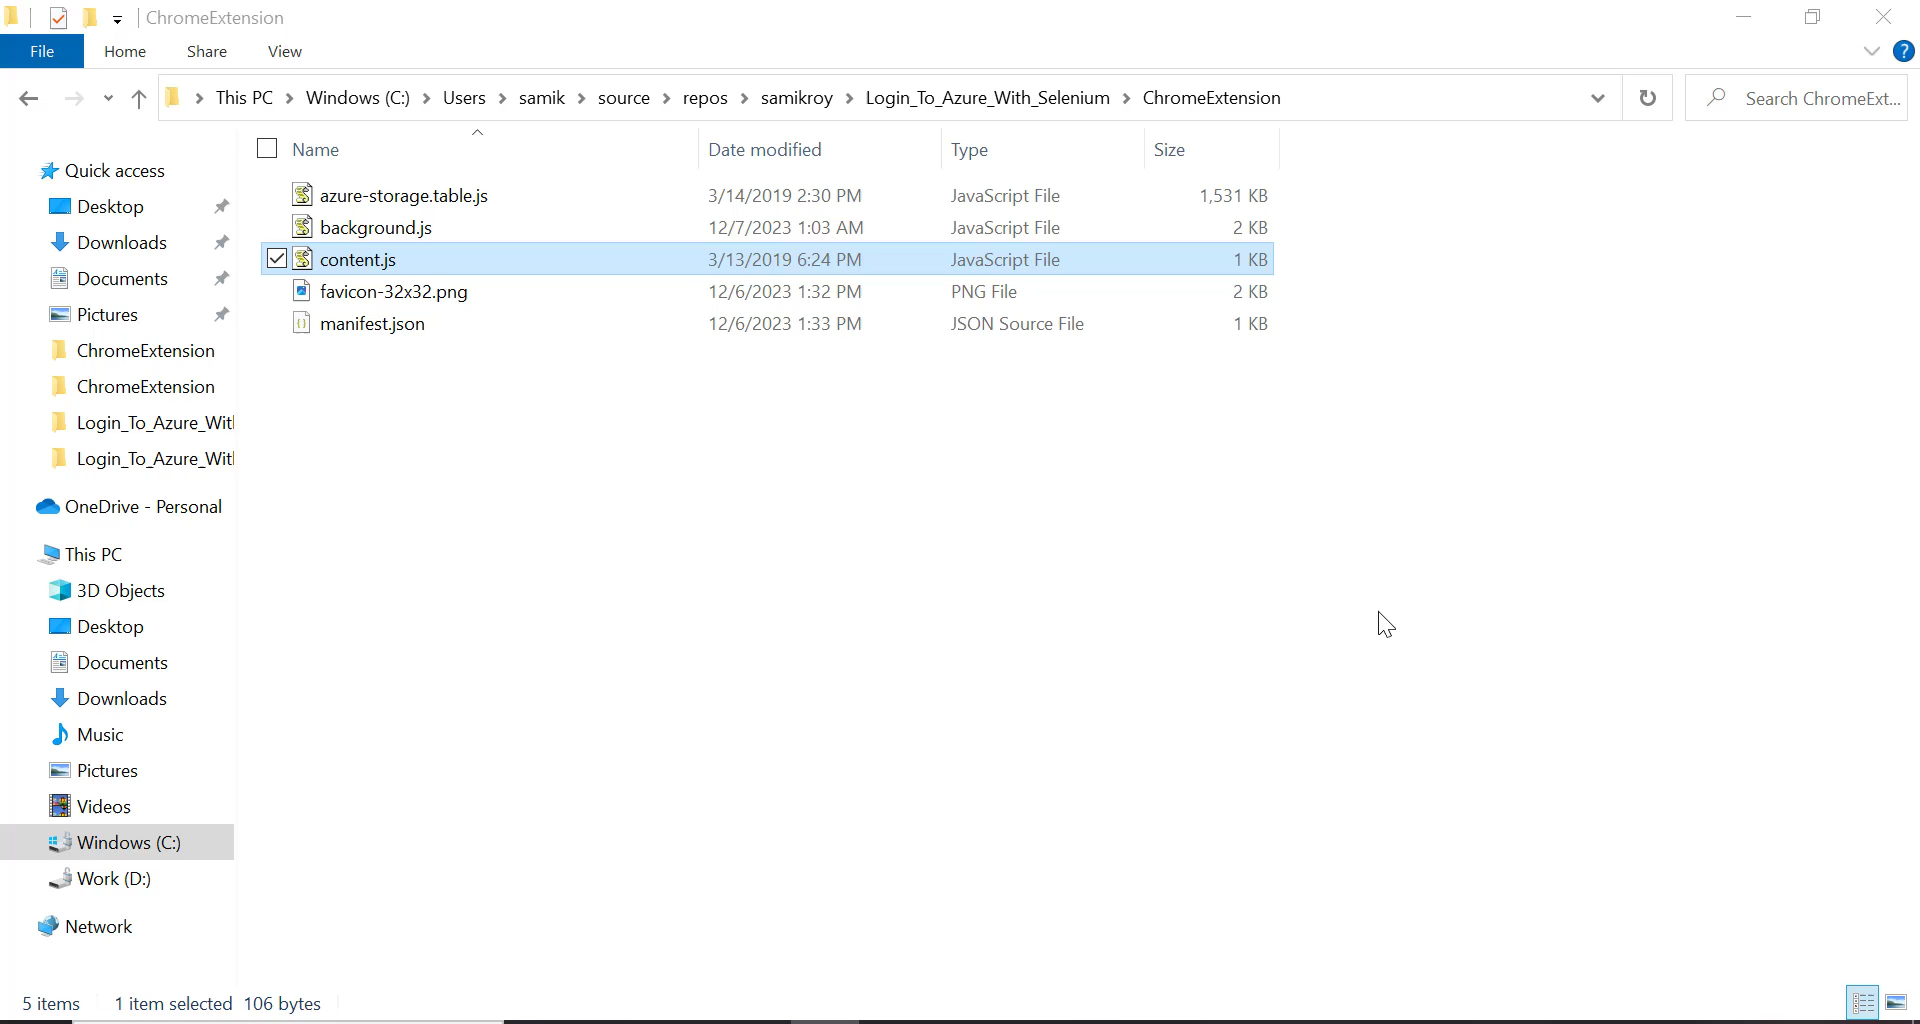 ChromeExtension
File Home Share View
?
This PC Windows (C:) Users samik source repos samikroy Login_To_Azure_With_Selenium ChromeExtension
Search ChromeExt...
Name Date modified Type Size
azure-storage.table.js 3/14/2019 2:30 PM JavaScript File 1,531 KB
background.js 12/7/2023 1:03 AM JavaScript File 2 KB
content.js 3/13/2019 6:24 PM JavaScript File 1 KB
favicon-32x32.png 12/6/2023 1:32 PM PNG File 2 KB
manifest.json 12/6/2023 1:33 PM JSON Source File 1 KB
Quick access
Desktop
Downloads
Documents
Pictures
ChromeExtension
ChromeExtension
Login_To_Azure_Wit
Login_To_Azure_Wit
OneDrive - Personal
This PC
3D Objects
Desktop
Documents
Downloads
Music
Pictures
Videos
Windows (C:)
Work (D:)
Network
5 items 1 item selected 106 bytes